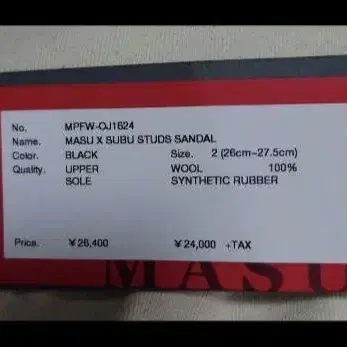 No. MPFW-OJ1624
Name. MASU X SUBU STUDS SANDAL
Color. BLACK Size. 2 (26cm-27.5cm)
Quality. UPPER WOOL 100%
SOLE SYNTHETIC RUBBER
Price. ¥26,400 ¥24,000 +TAX
MASU